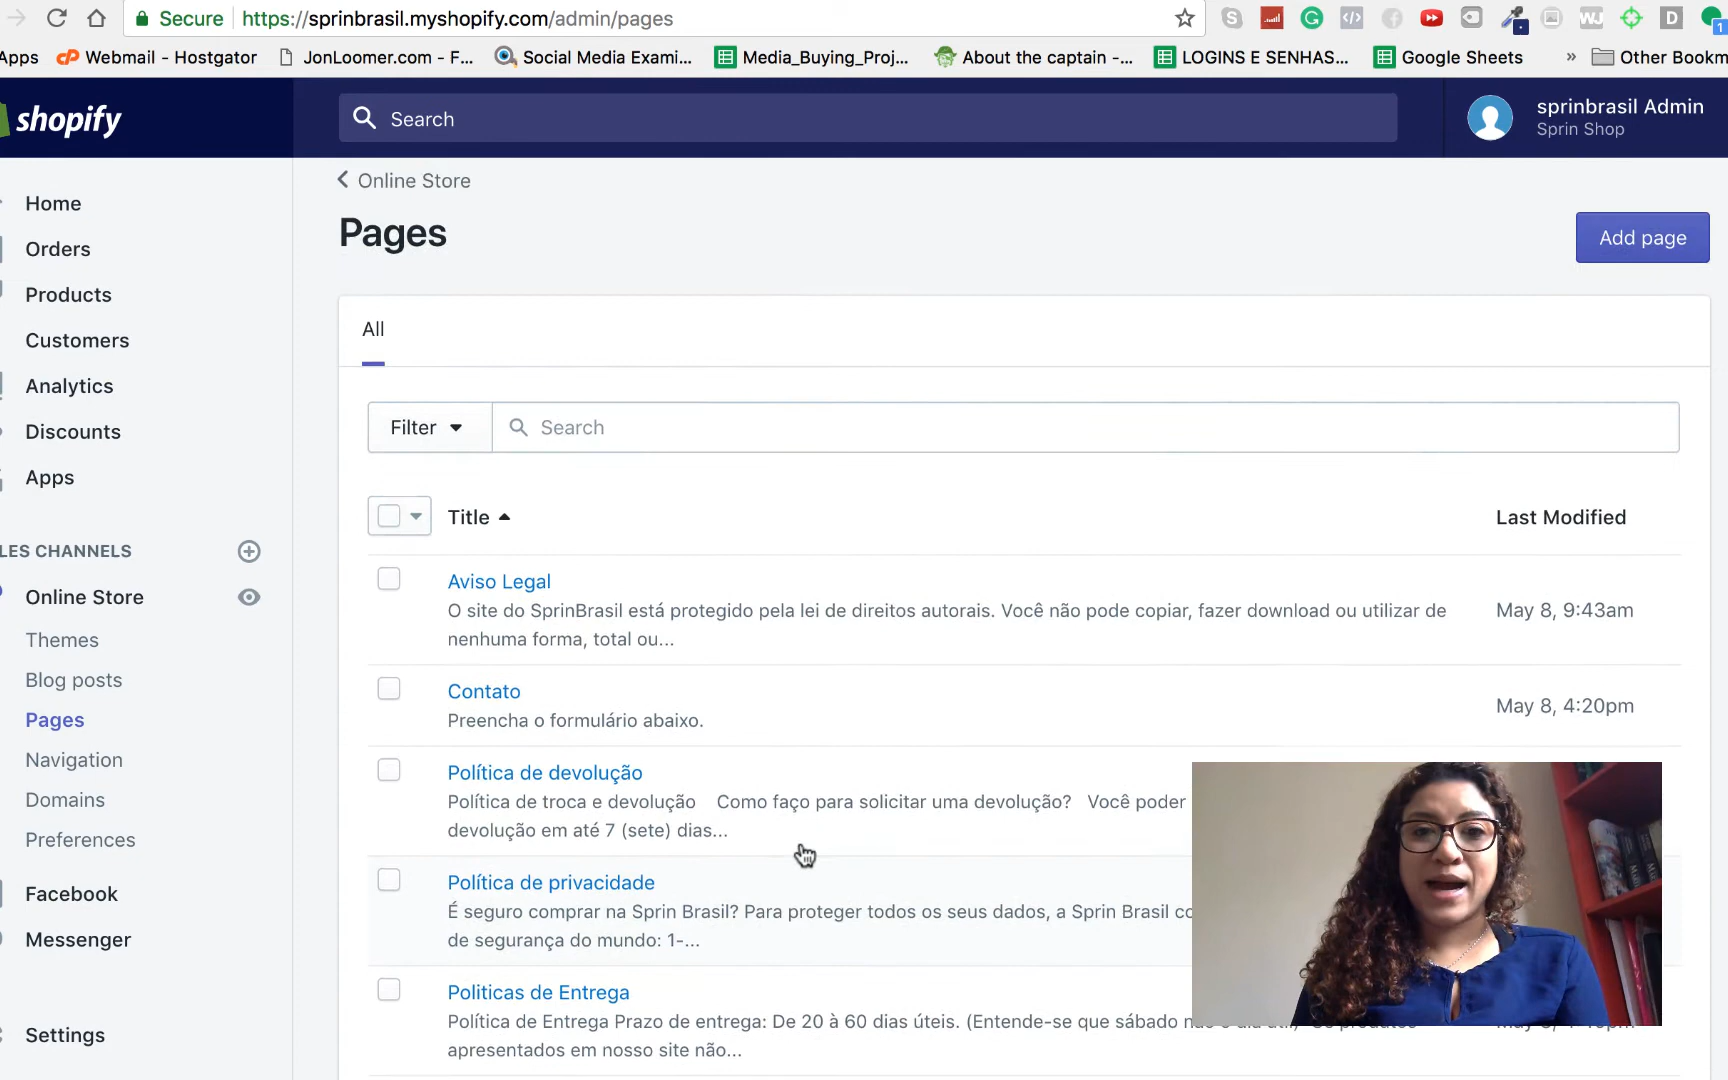 Secure https://sprinbrasil.myshopify.com/admin/pages
Apps Webmail - Hostgator JonLoomer.com - F... Social Media Exami... Media_Buying_Proj... About the captain -... LOGINS E SENHAS... Google Sheets » Other Bookm
shopify
Search
sprinbrasil Admin
Sprin Shop
Home
Orders
Products
Customers
Analytics
Discounts
Apps
LES CHANNELS
Online Store
Themes
Blog posts
Pages
Navigation
Domains
Preferences
Facebook
Messenger
Settings
Online Store
Pages
Add page
All
Filter Search
Title Last Modified
Aviso Legal
O site do SprinBrasil está protegido pela lei de direitos autorais. Você não pode copiar, fazer download ou utilizar de
nenhuma forma, total ou...
May 8, 9:43am
Contato
Preencha o formulário abaixo.
May 8, 4:20pm
Política de devolução
Política de troca e devolução Como faço para solicitar uma devolução? Você poder
devolução em até 7 (sete) dias...
Política de privacidade
É seguro comprar na Sprin Brasil? Para proteger todos os seus dados, a Sprin Brasil co
de segurança do mundo: 1-...
Politicas de Entrega
Política de Entrega Prazo de entrega: De 20 à 60 dias úteis. (Entende-se que sábado
apresentados em nosso site não...